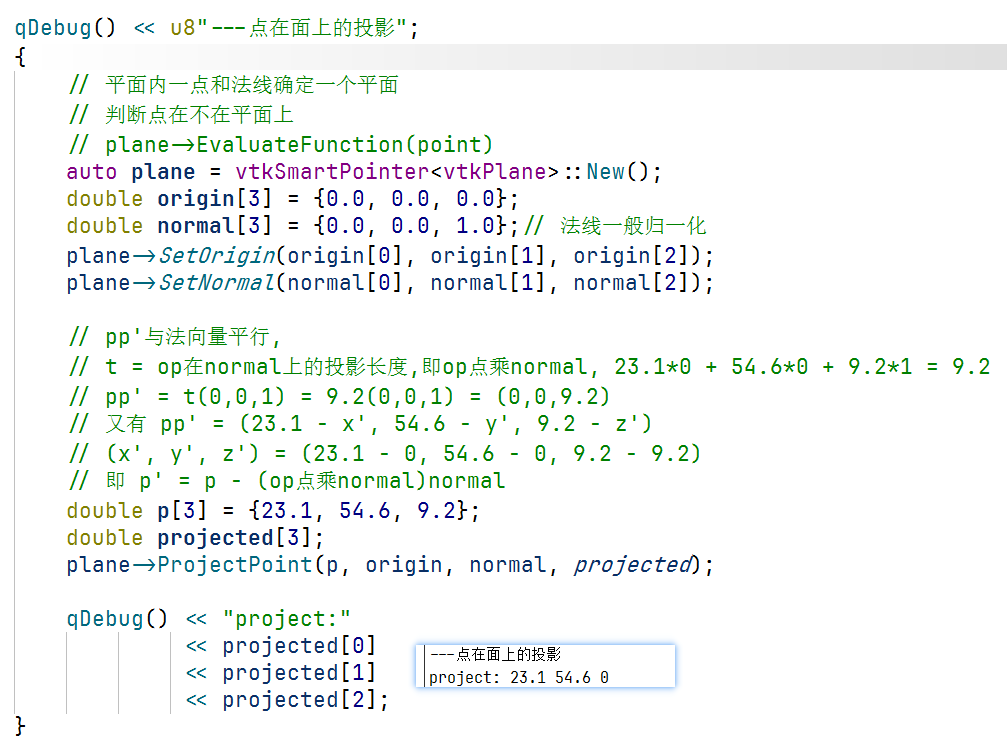 qDebug() << u8"---点在面上的投影";
{
// 平面内一点和法线确定一个平面
// 判断点在不在平面上
// plane->EvaluateFunction(point)
auto plane = vtkSmartPointer<vtkPlane>::New();
double origin[3] = {0.0, 0.0, 0.0};
double normal[3] = {0.0, 0.0, 1.0};// 法线一般归一化
plane->SetOrigin(origin[0], origin[1], origin[2]);
plane->SetNormal(normal[0], normal[1], normal[2]);
// pp'与法向量平行,
// t = op在normal上的投影长度,即op点乘normal, 23.1*0 + 54.6*0 + 9.2*1 = 9.2
// pp' = t(0,0,1) = 9.2(0,0,1) = (0,0,9.2)
// 又有 pp' = (23.1 - x', 54.6 - y', 9.2 - z')
// (x', y', z') = (23.1 - 0, 54.6 - 0, 9.2 - 9.2)
// 即 p' = p - (op点乘normal)normal
double p[3] = {23.1, 54.6, 9.2};
double projected[3];
plane->ProjectPoint(p, origin, normal, projected);
qDebug() << "project:"
<< projected[0]
<< projected[1]
<< projected[2];
}
---点在面上的投影
project: 23.1 54.6 0